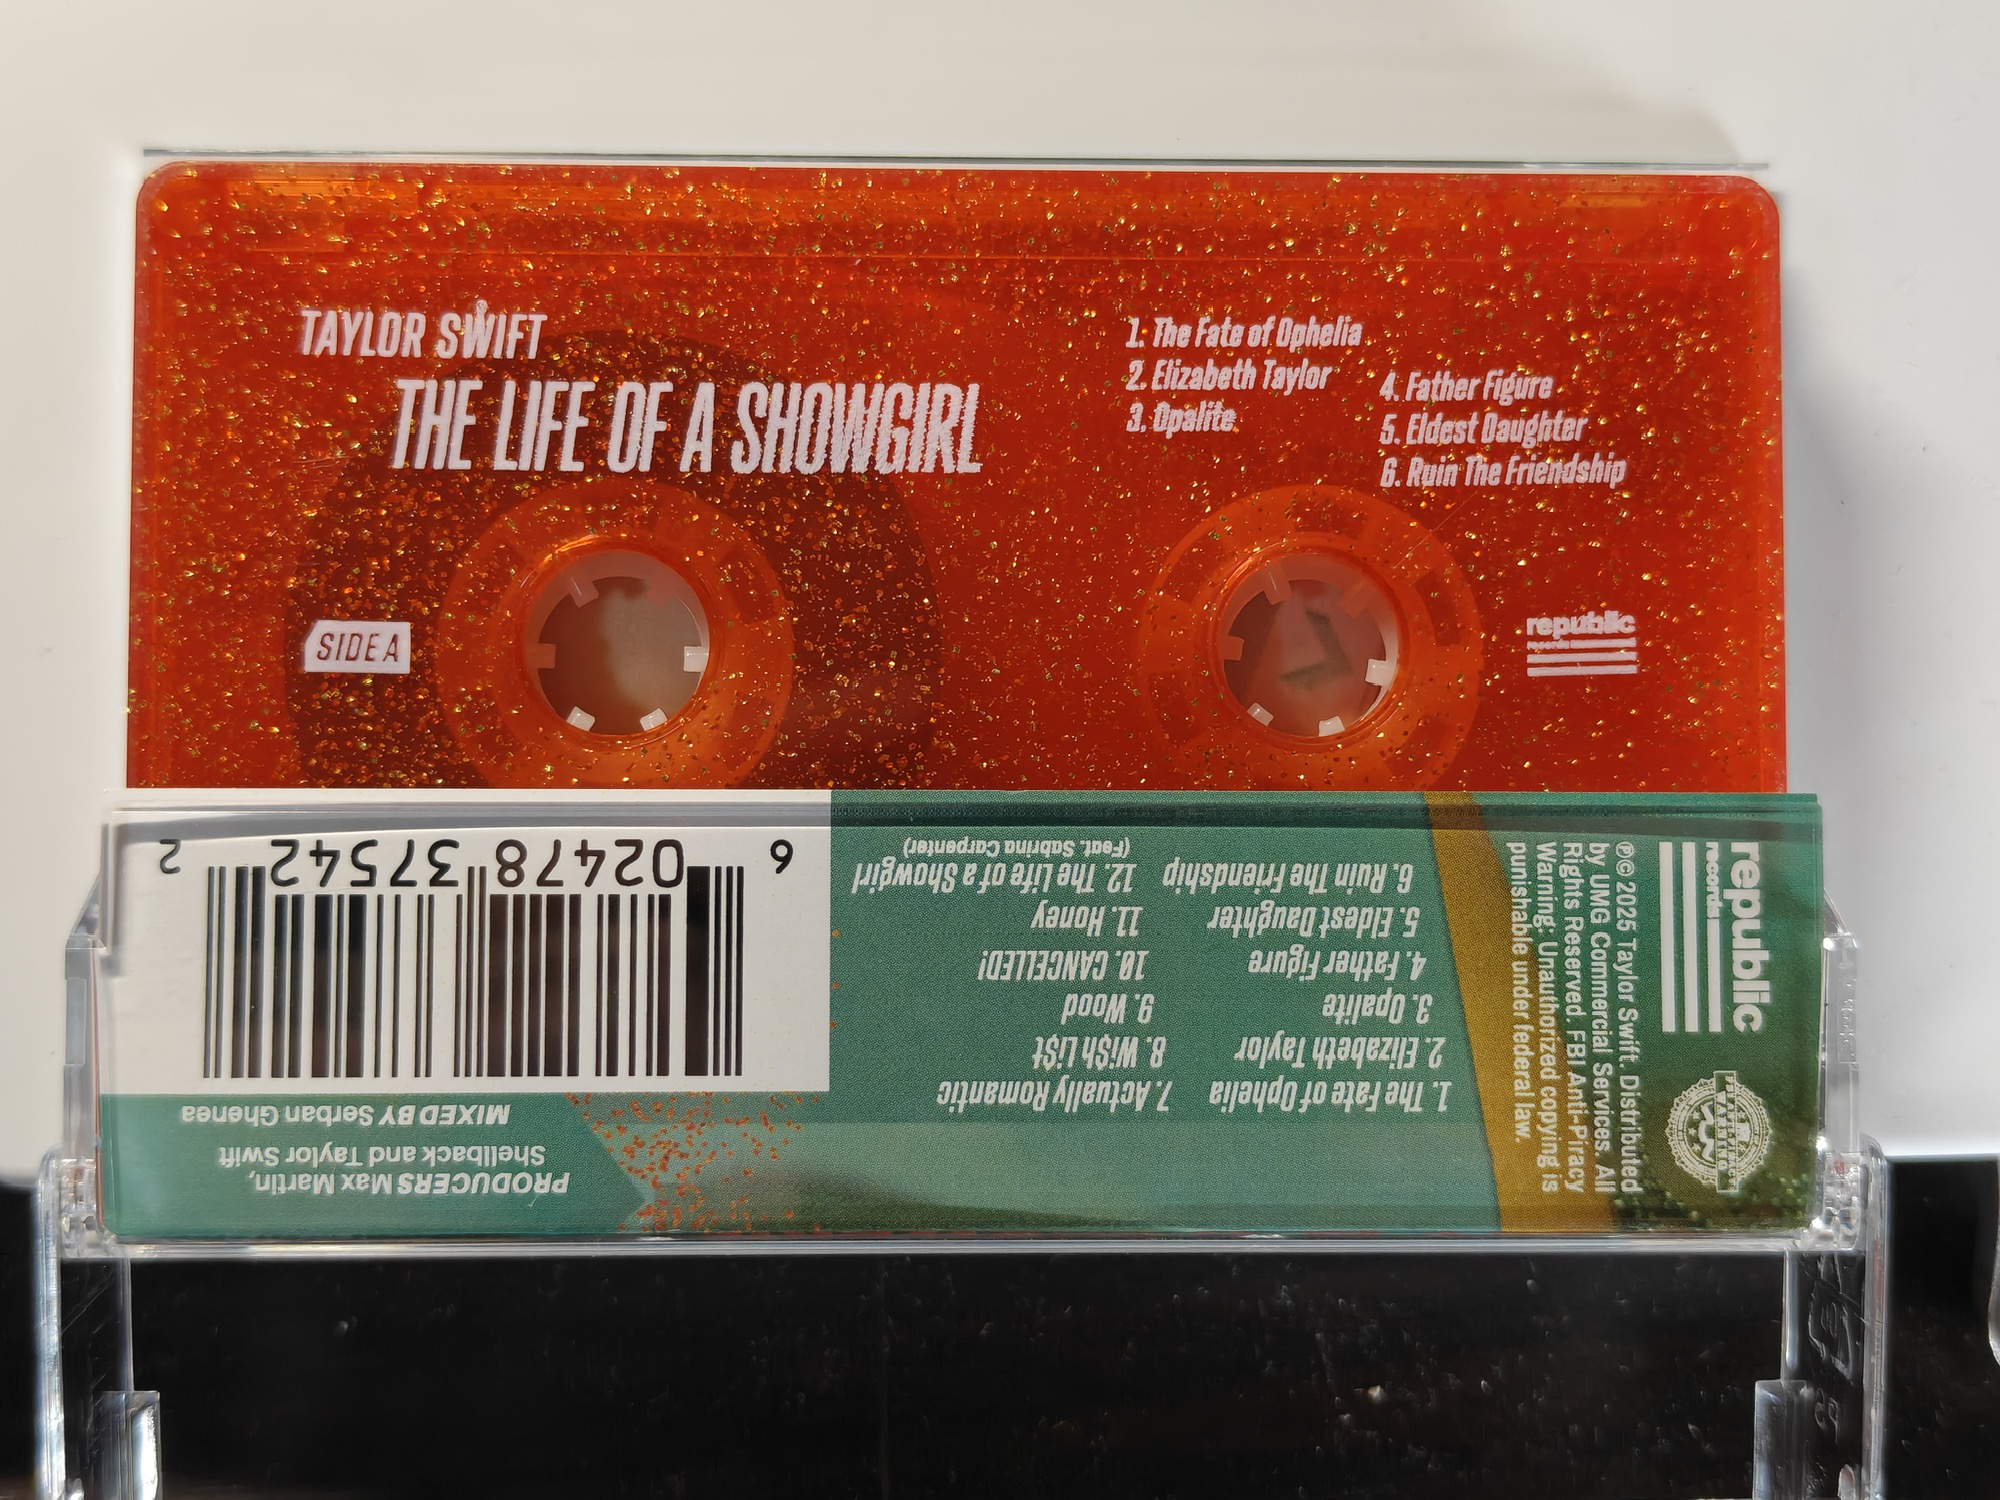 TAYLOR SWIFT
THE LIFE OF A SHOWGIRL
1. The Fate of Ophelia
2. Elizabeth Taylor
3. Opalite
4. Father Figure
5. Eldest Daughter
6. Ruin The Friendship
SIDE A
republic
records
1. The Fate of Ophelia
2. Elizabeth Taylor
3. Opalite
4. Father Figure
5. Eldest Daughter
6. Ruin The Friendship
7. Actually Romantic
8. Wi$h Li$t
9. Wood
10. CANCELLED!
11. Honey
12. The Life of a Showgirl
(Feat. Sabrina Carpenter)
PRODUCERS Max Martin,
Shellback and Taylor Swift
MIXED BY Serban Ghenea
6 02478 37542 2
republic
records
℗© 2025 Taylor Swift. Distributed
by UMG Commercial Services. All
Rights Reserved. FBI Anti-Piracy
Warning: Unauthorized copying is
punishable under federal law.